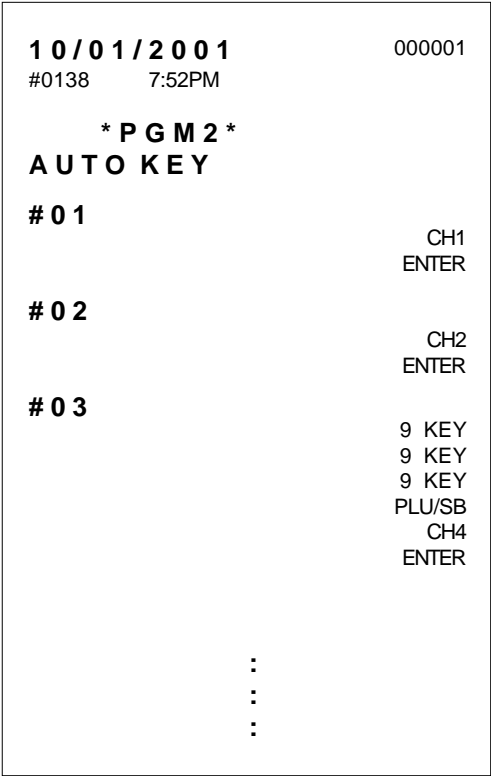 10/01/2001 000001
#0138 7:52PM
*PGM2*
AUTO KEY
#01
CH1
ENTER
#02
CH2
ENTER
#03
9 KEY
9 KEY
9 KEY
PLU/SB
CH4
ENTER
:
:
: